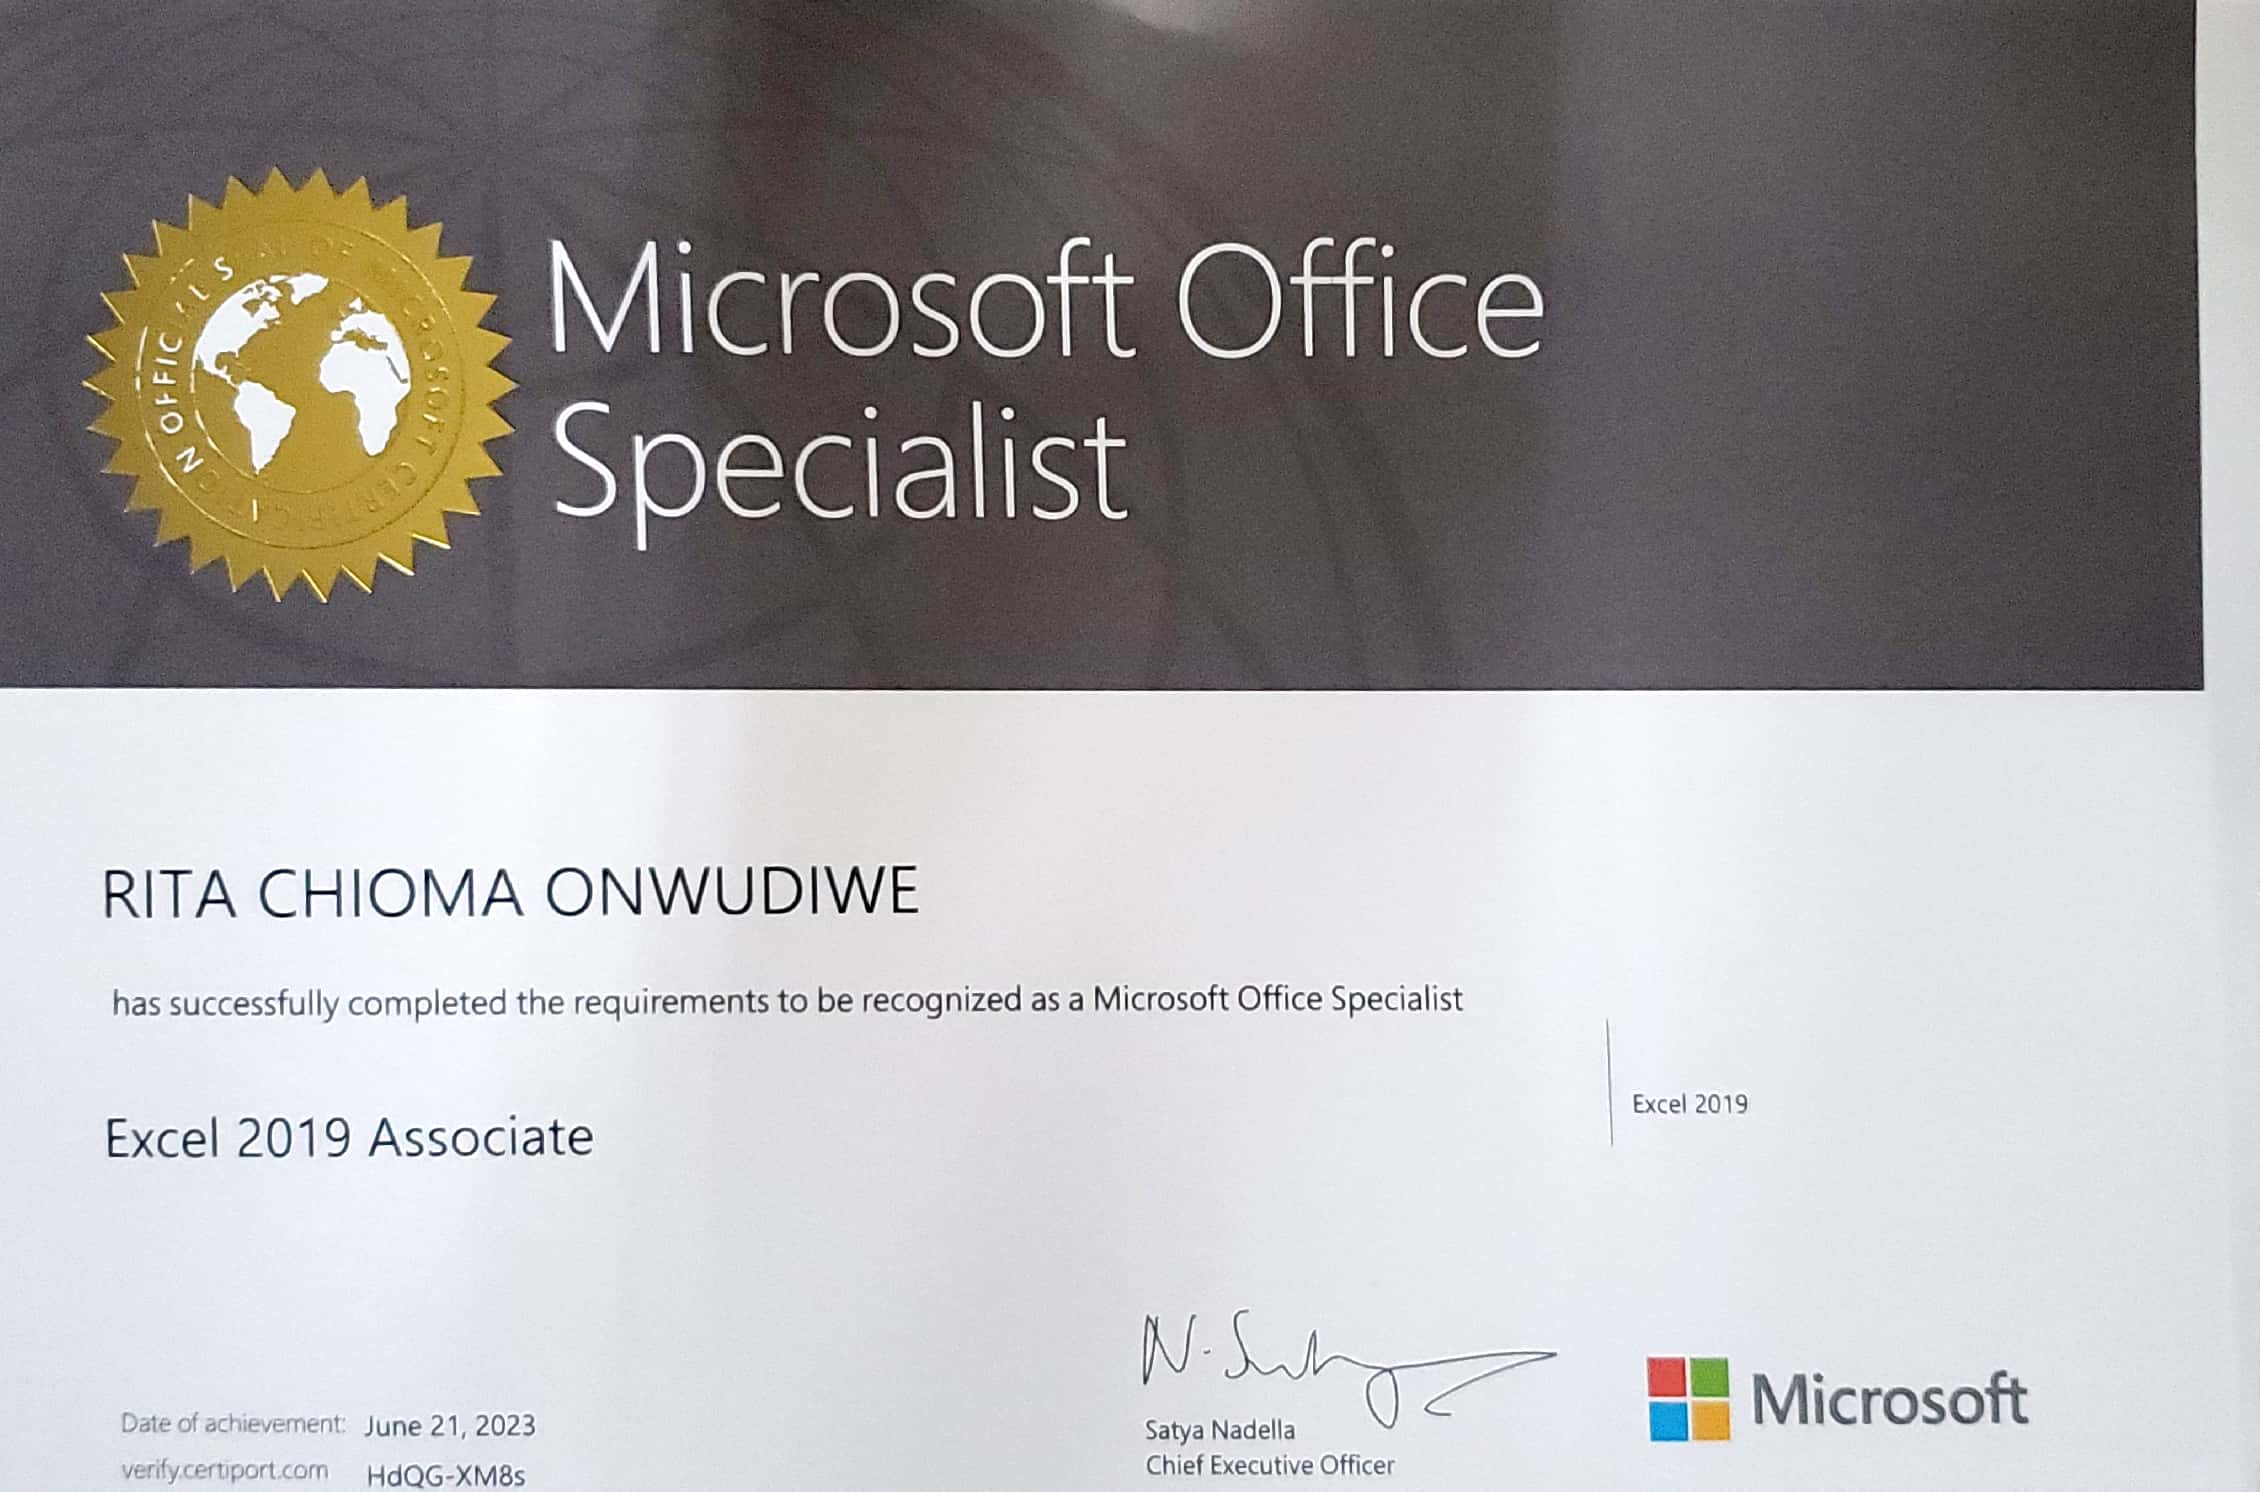 AN OFFICIAL SEAL OF MICROSOFT CERTIFICATION
Microsoft Office
Specialist
RITA CHIOMA ONWUDIWE
has successfully completed the requirements to be recognized as a Microsoft Office Specialist
Excel 2019
Excel 2019 Associate
N. Satya
Satya Nadella
Chief Executive Officer
Microsoft
Date of achievement: June 21, 2023
verify.certiport.com HdQG-XM8s